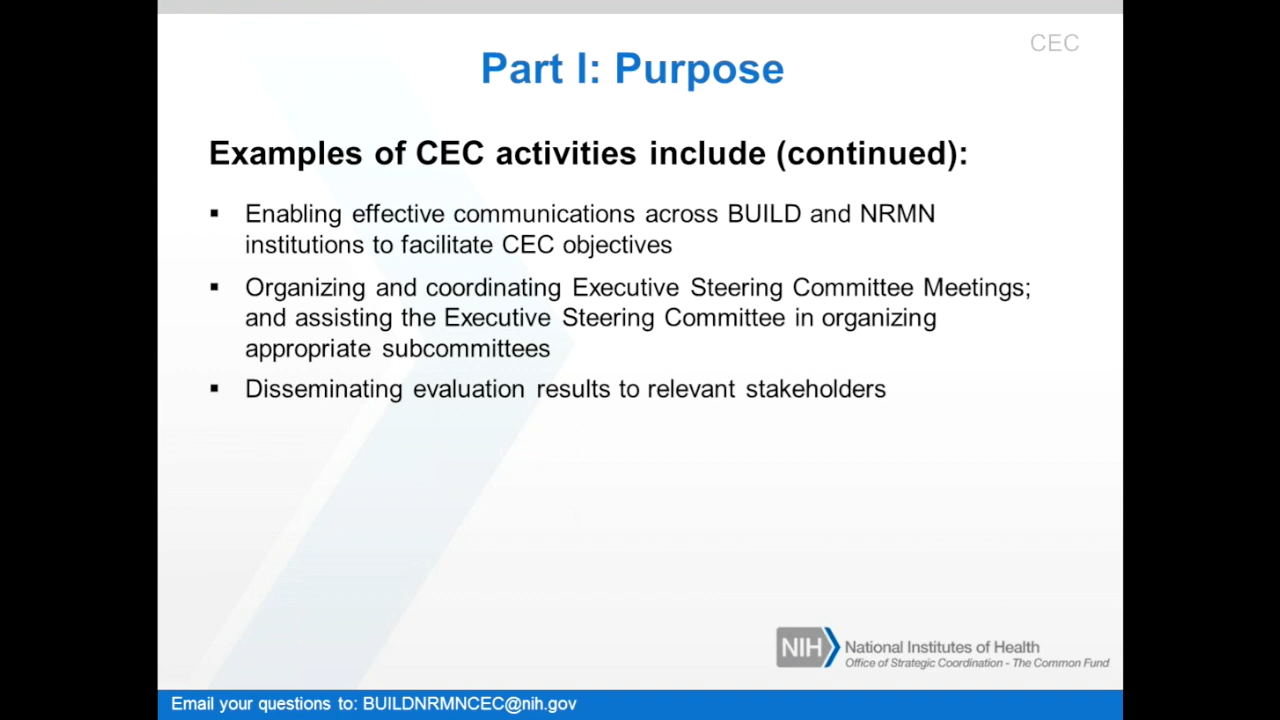 CEC
Part I: Purpose
Examples of CEC activities include (continued):
▪ Enabling effective communications across BUILD and NRMN
institutions to facilitate CEC objectives
▪ Organizing and coordinating Executive Steering Committee Meetings;
and assisting the Executive Steering Committee in organizing
appropriate subcommittees
▪ Disseminating evaluation results to relevant stakeholders
NIH National Institutes of Health
Office of Strategic Coordination - The Common Fund
Email your questions to: BUILDNRMNCEC@nih.gov